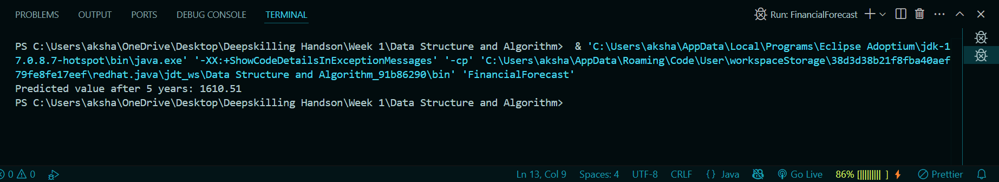 PROBLEMS OUTPUT PORTS DEBUG CONSOLE TERMINAL Run: FinancialForecast
PS C:\Users\aksha\OneDrive\Desktop\Deepskilling Handson\Week 1\Data Structure and Algorithm>  & 'C:\Users\aksha\AppData\Local\Programs\Eclipse Adoptium\jdk-1
7.0.8.7-hotspot\bin\java.exe' '-XX:+ShowCodeDetailsInExceptionMessages' '-cp' 'C:\Users\aksha\AppData\Roaming\Code\User\workspaceStorage\38d3d38b21f8fba40aef
79fe8fe17eef\redhat.java\jdt_ws\Data Structure and Algorithm_91b86290\bin' 'FinancialForecast'
Predicted value after 5 years: 1610.51
PS C:\Users\aksha\OneDrive\Desktop\Deepskilling Handson\Week 1\Data Structure and Algorithm>
0 0 Ln 13, Col 9 Spaces: 4 UTF-8 CRLF {} Java Go Live 86% [||||||||| ] Prettier